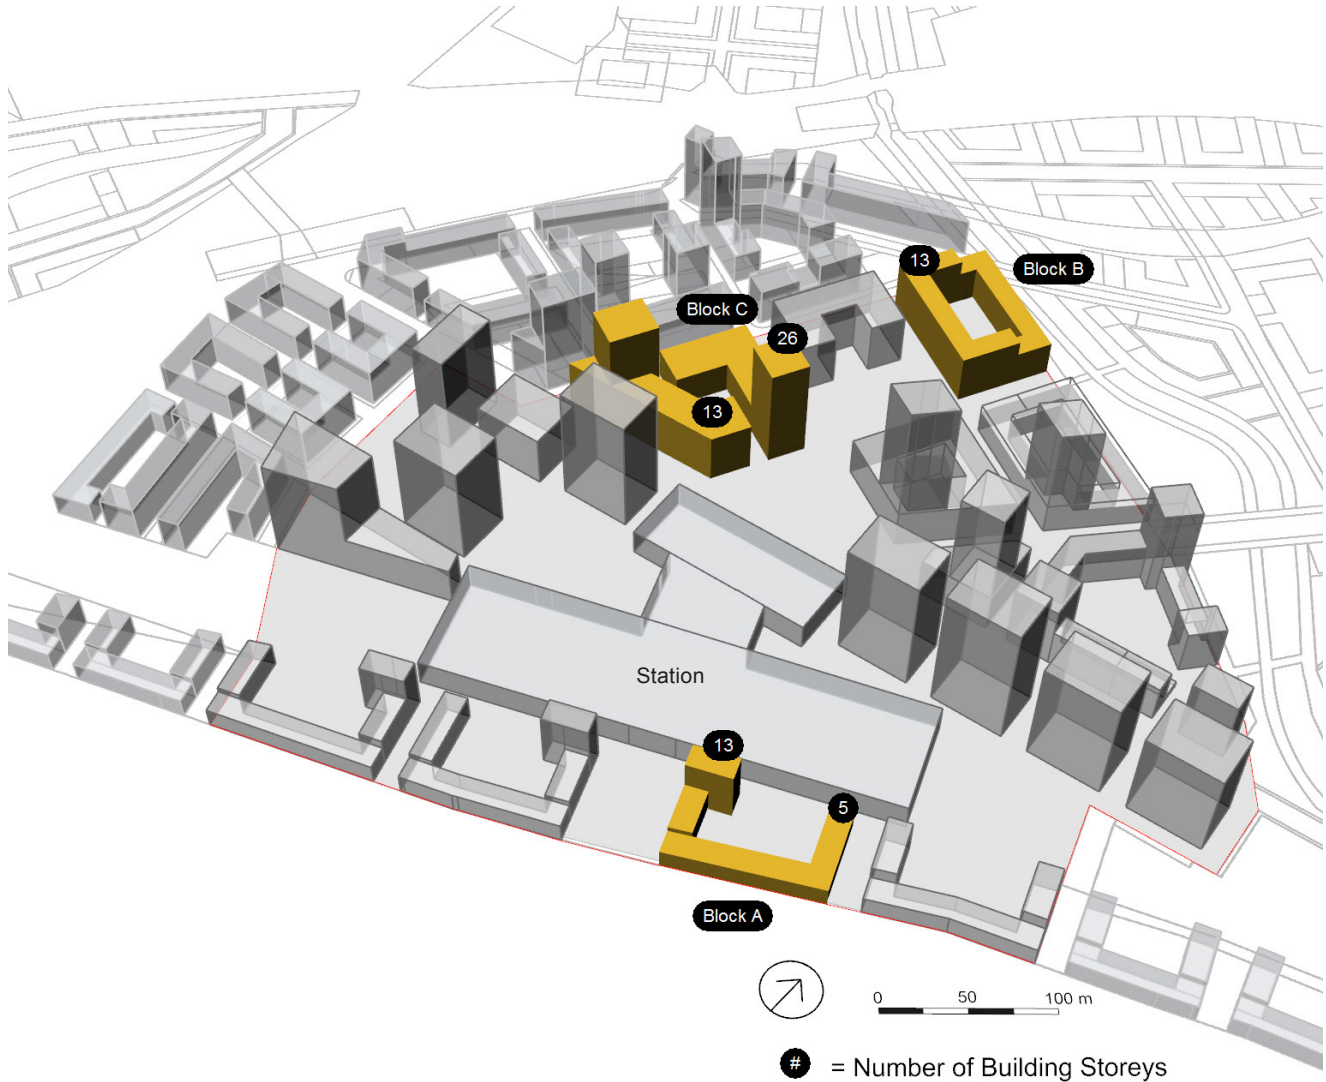 13
Block B
Block C
26
13
Station
13
5
Block A
0 50 100 m
# = Number of Building Storeys